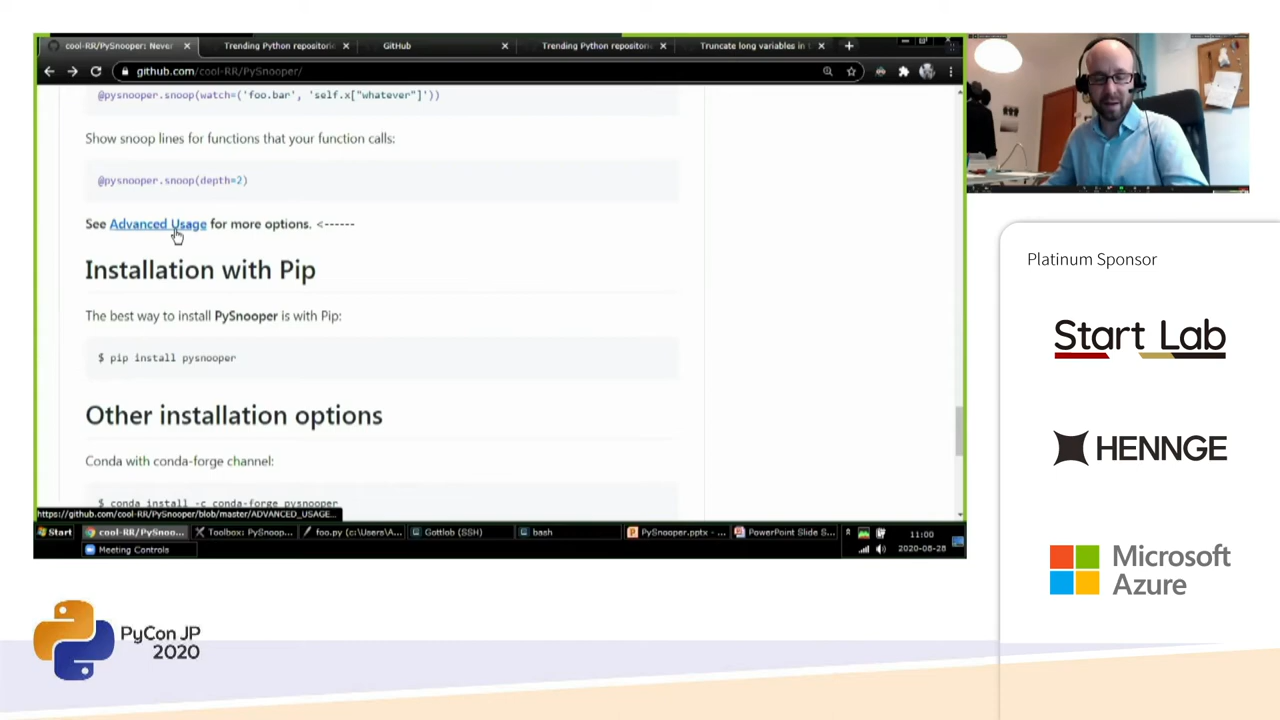 cool-RR/PySnooper: Never
Trending Python repositorie
GitHub
Trending Python repositorie
Truncate long variables in
github.com/cool-RR/PySnooper/
@pysnooper.snoop(watch=('foo.bar', 'self.x["whatever"]'))
Show snoop lines for functions that your function calls:
@pysnooper.snoop(depth=2)
See Advanced Usage for more options. <------
Installation with Pip
The best way to install PySnooper is with Pip:
$ pip install pysnooper
Other installation options
Conda with conda-forge channel:
$ conda install -c conda-forge pysnooper
https://github.com/cool-RR/PySnooper/blob/master/ADVANCED_USAGE...
Start
cool-RR/PySnoo...
Toolbox: PySnoop...
foo.py (c:\Users\A...
Gottlob (SSH)
bash
PySnooper.pptx - ...
PowerPoint Slide S...
11:00
Meeting Controls
2020-08-28
Platinum Sponsor
Start Lab
HENNGE
Microsoft
Azure
PyCon JP
2020